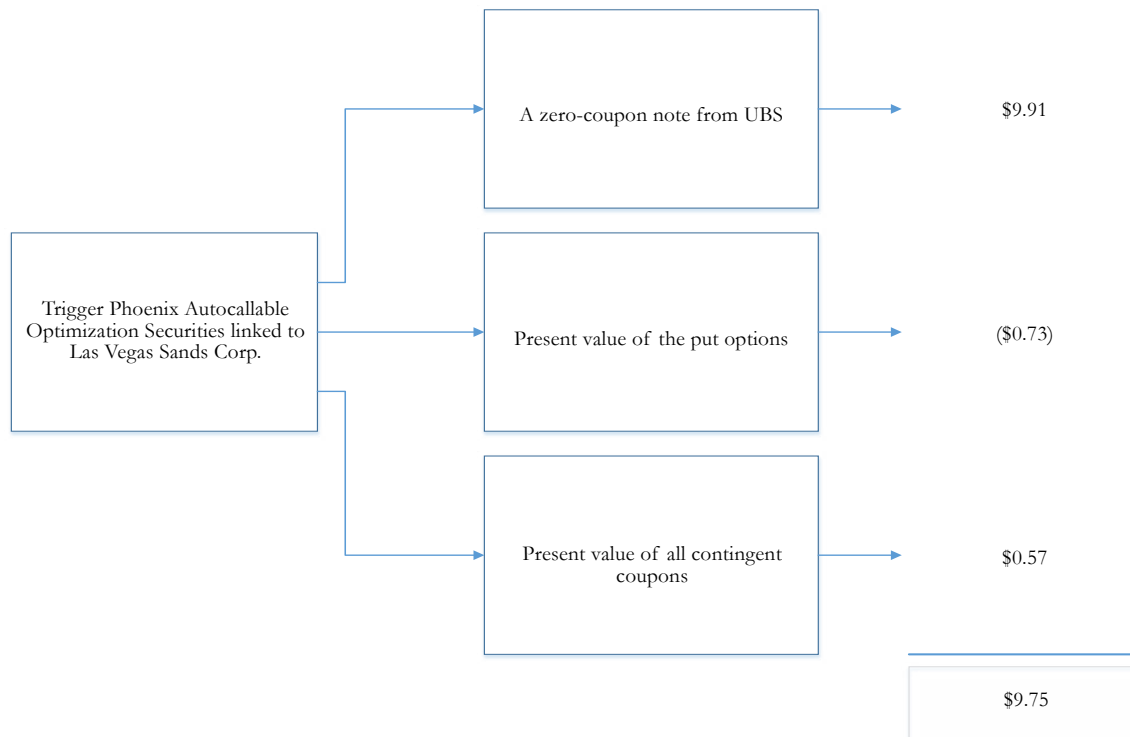 A zero-coupon note from UBS
$9.91
Trigger Phoenix Autocallable
Optimization Securities linked to
Las Vegas Sands Corp.
Present value of the put options
($0.73)
Present value of all contingent
coupons
$0.57
$9.75